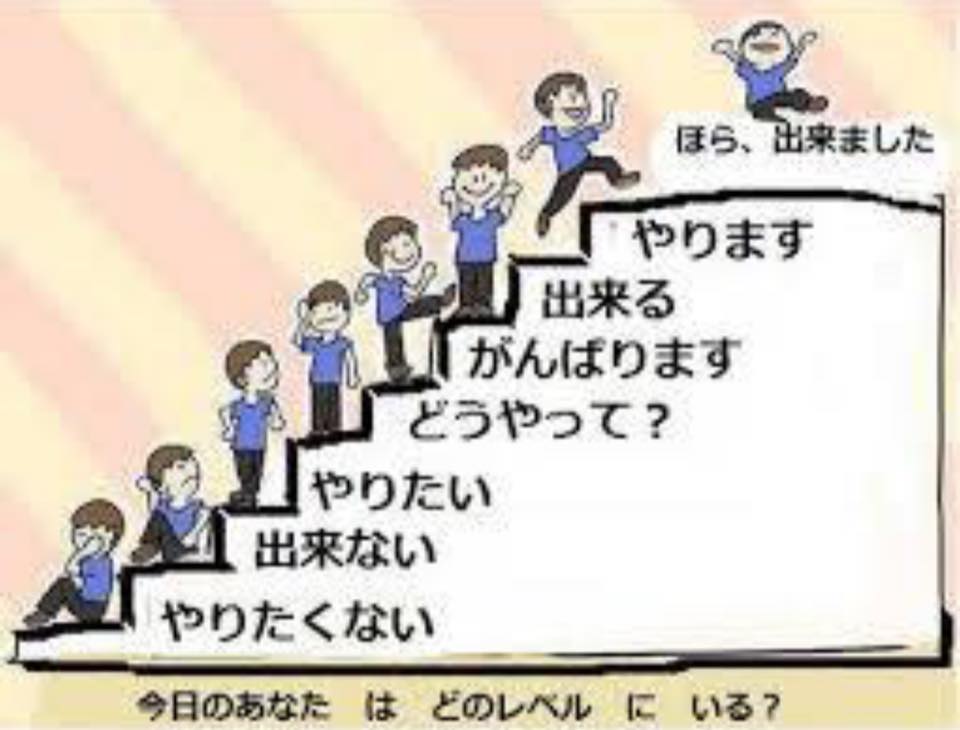 ほら、出来ました
やります
出来る
がんばります
どうやって？
やりたい
出来ない
やりたくない
今日のあなた は どのレベル に いる？